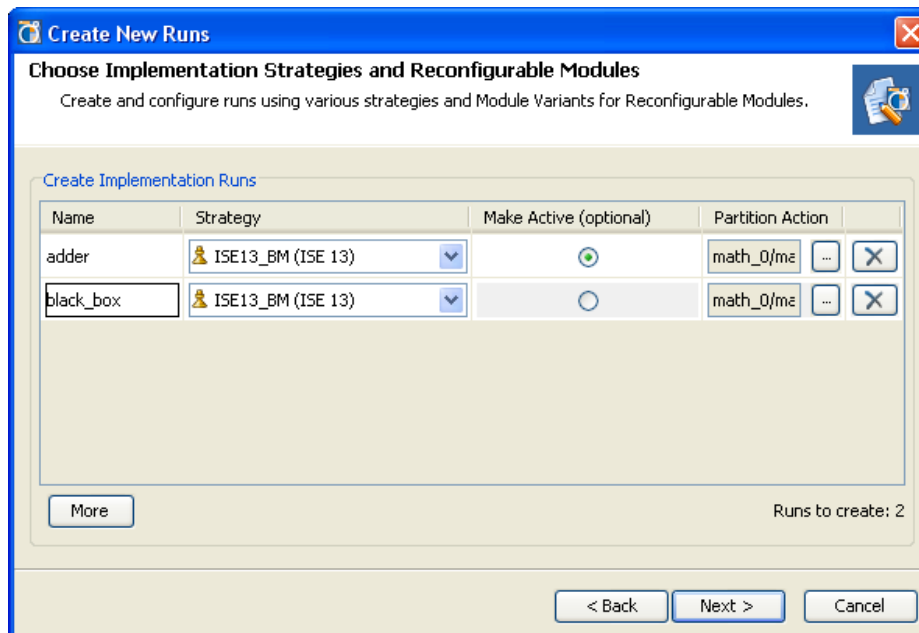 Create New Runs
Choose Implementation Strategies and Reconfigurable Modules
Create and configure runs using various strategies and Module Variants for Reconfigurable Modules.
Create Implementation Runs
Name Strategy Make Active (optional) Partition Action
adder ISE13_BM (ISE 13) math_0/ma ...
black_box ISE13_BM (ISE 13) math_0/ma ...
More Runs to create: 2
< Back Next > Cancel